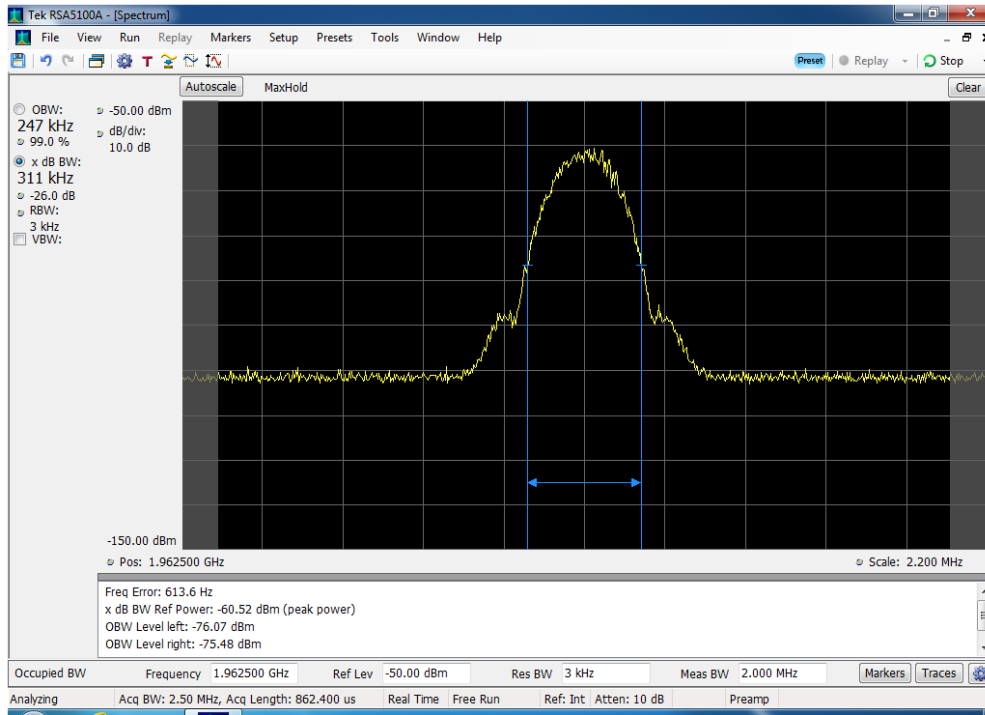 Tek RSA5100A - [Spectrum]
File View Run Replay Markers Setup Presets Tools Window Help
T Preset Replay Stop
Autoscale MaxHold Clear
OBW:
247 kHz
99.0 %
x dB BW:
311 kHz
-26.0 dB
RBW:
3 kHz
VBW:
-50.00 dBm
dB/div:
10.0 dB
-150.00 dBm
Pos: 1.962500 GHz Scale: 2.200 MHz
Freq Error: 613.6 Hz
x dB BW Ref Power: -60.52 dBm (peak power)
OBW Level left: -76.07 dBm
OBW Level right: -75.48 dBm
Occupied BW Frequency 1.962500 GHz Ref Lev -50.00 dBm Res BW 3 kHz Meas BW 2.000 MHz Markers Traces
Analyzing Acq BW: 2.50 MHz, Acq Length: 862.400 us Real Time Free Run Ref: Int Atten: 10 dB Preamp